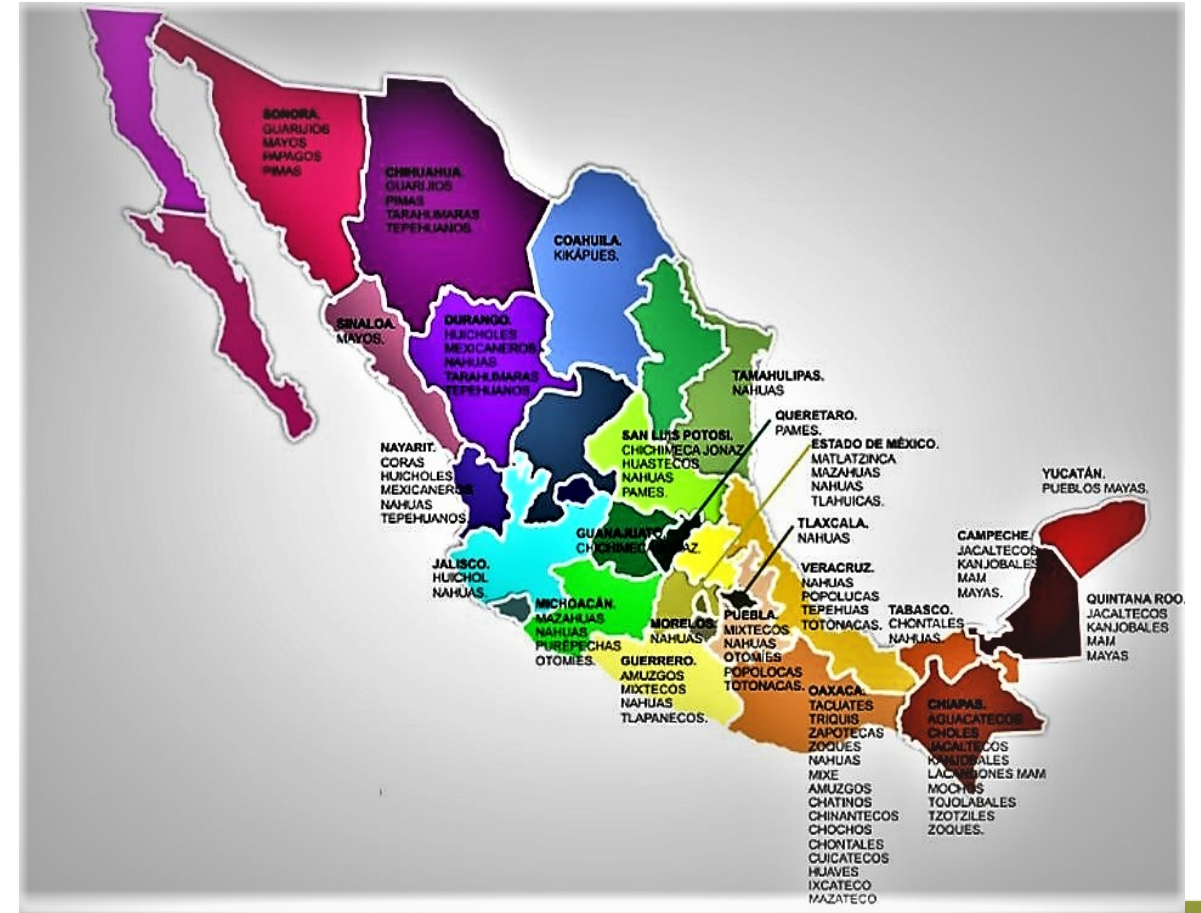 SONORA.
GUARIJIOS
MAYOS
PAPAGOS
PIMAS
CHIHUAHUA.
GUARIJIOS
PIMAS
TARAHUMARAS
TEPEHUANOS.
COAHUILA.
KIKÁPUES.
SINALOA.
MAYOS.
DURANGO.
HUICHOLES
MEXICANEROS
NAHUAS
TARAHUMARAS
TEPEHUANOS
TAMAHULIPAS.
NAHUAS
QUERETARO.
PAMES.
SAN LUIS POTOSI.
CHICHIMECA JONAZ
HUASTECOS
NAHUAS
PAMES.
ESTADO DE MÉXICO.
MATLATZINCA
MAZAHUAS
NAHUAS
TLAHUICAS.
NAYARIT.
CORAS
HUICHOLES
MEXICANEROS
NAHUAS
TEPEHUANOS.
YUCATÁN.
PUEBLOS MAYAS.
GUANAJUATO.
TLAXCALA.
NAHUAS
CAMPECHE.
JACALTECOS
KANJOBALES
MAM
MAYAS.
JALISCO.
HUICHOL
NAHUAS.
VERACRUZ.
NAHUAS
POPOLUCAS
TEPEHUAS
TOTONACAS.
QUINTANA ROO.
JACALTECOS
KANJOBALES
MAM
MAYAS
MICHOACÁN.
MAZAHUAS
NAHUAS
PURÉPECHAS
OTOMÍES.
MORELOS.
NAHUAS
PUEBLA.
MIXTECOS
NAHUAS
OTOMÍES
POPOLOCAS
TOTONACAS.
TABASCO.
CHONTALES
NAHUAS.
GUERRERO.
AMUZGOS
MIXTECOS
NAHUAS
TLAPANECOS.
OAXACA.
TACUATES
TRIQUIS
ZAPOTECAS
ZOQUES
NAHUAS
MIXE
AMUZGOS
CHATINOS
CHINANTECOS
CHOCHOS
CHONTALES
CUICATECOS
HUAVES
IXCATECO
MAZATECO
CHIAPAS.
AGUACATECOS
CHOLES
JACALTECOS
KANJOBALES
LACANDONES MAM
MOCHOS
TOJOLABALES
TZOTZILES
ZOQUES.